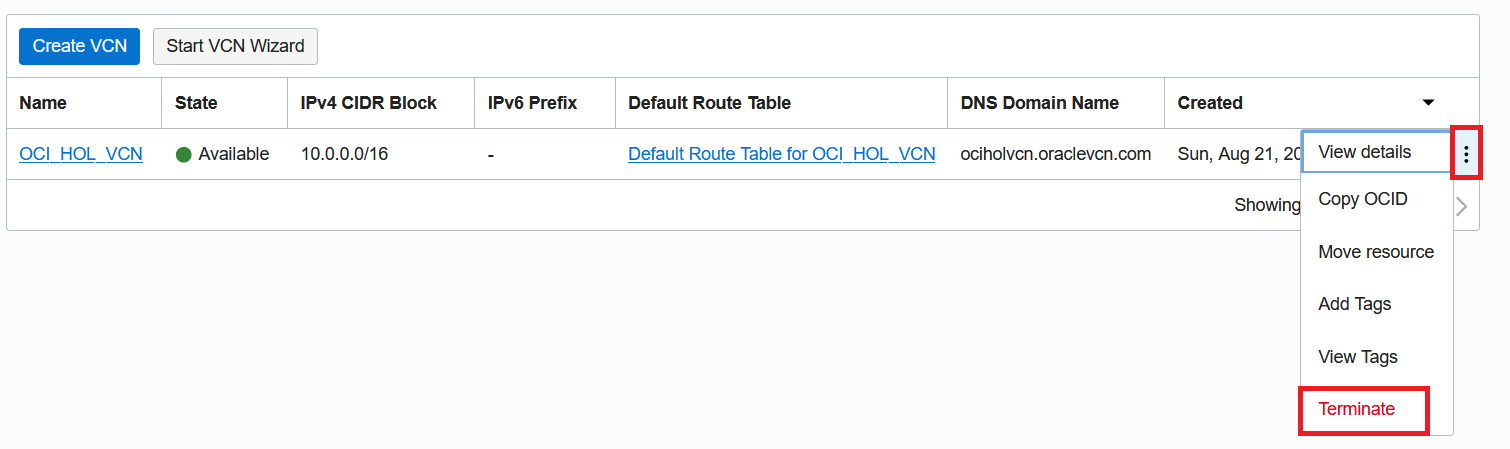 Create VCN Start VCN Wizard
Name State IPv4 CIDR Block IPv6 Prefix Default Route Table DNS Domain Name Created
OCI_HOL_VCN Available 10.0.0.0/16 - Default Route Table for OCI_HOL_VCN ociholvcn.oraclevcn.com Sun, Aug 21, 20 View details
Copy OCID
Showing
Move resource
Add Tags
View Tags
Terminate